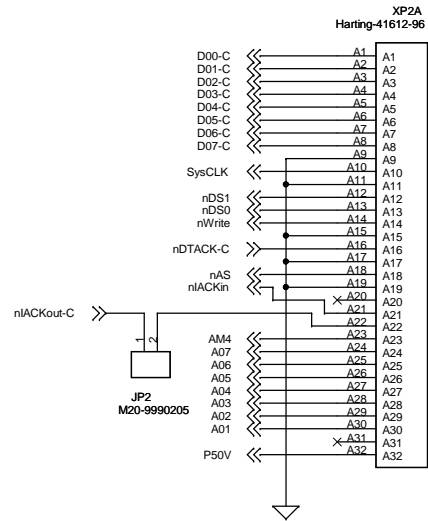 XP2A
Harting-41612-96
D00-C A1 A1
D01-C A2 A2
D02-C A3 A3
D03-C A4 A4
D04-C A5 A5
D05-C A6 A6
D06-C A7 A7
D07-C A8 A8
A9 A9
SysCLK A10 A10
A11 A11
nDS1 A12 A12
nDS0 A13 A13
nWrite A14 A14
A15 A15
nDTACK-C A16 A16
A17 A17
nAS A18 A18
nIACKin A19 A19
A20 A20
nIACKout-C A21 A21
1 2 A22 A22
AM4 A23 A23
A07 A24 A24
A06 A25 A25
A05 A26 A26
A04 A27 A27
A03 A28 A28
A02 A29 A29
A01 A30 A30
A31 A31
P50V A32 A32
JP2
M20-9990205